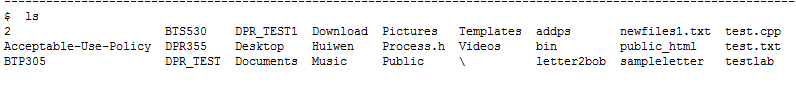 $ ls
2 BTS530 DPR_TEST1 Download Pictures Templates addps newfiles1.txt test.cpp
Acceptable-Use-Policy DPR355 Desktop Huiwen Process.h Videos bin public_html test.txt
BTP305 DPR_TEST Documents Music Public \ letter2bob sampleletter testlab